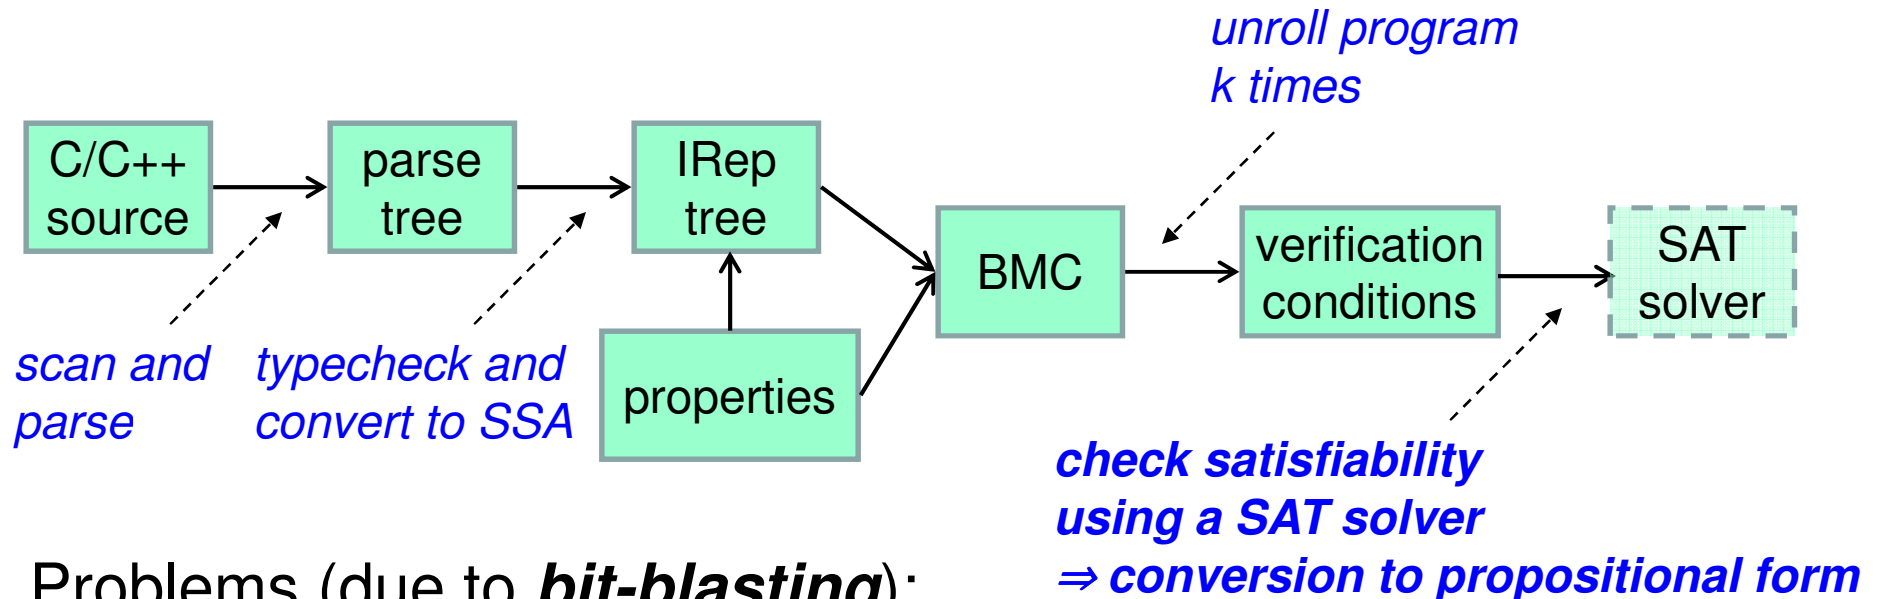 unroll program
k times
C/C++
source
parse
tree
IRep
tree
BMC
verification
conditions
SAT
solver
scan and
parse
typecheck and
convert to SSA
properties
check satisfiability
using a SAT solver
⇒ conversion to propositional form
Problems (due to bit-blasting):